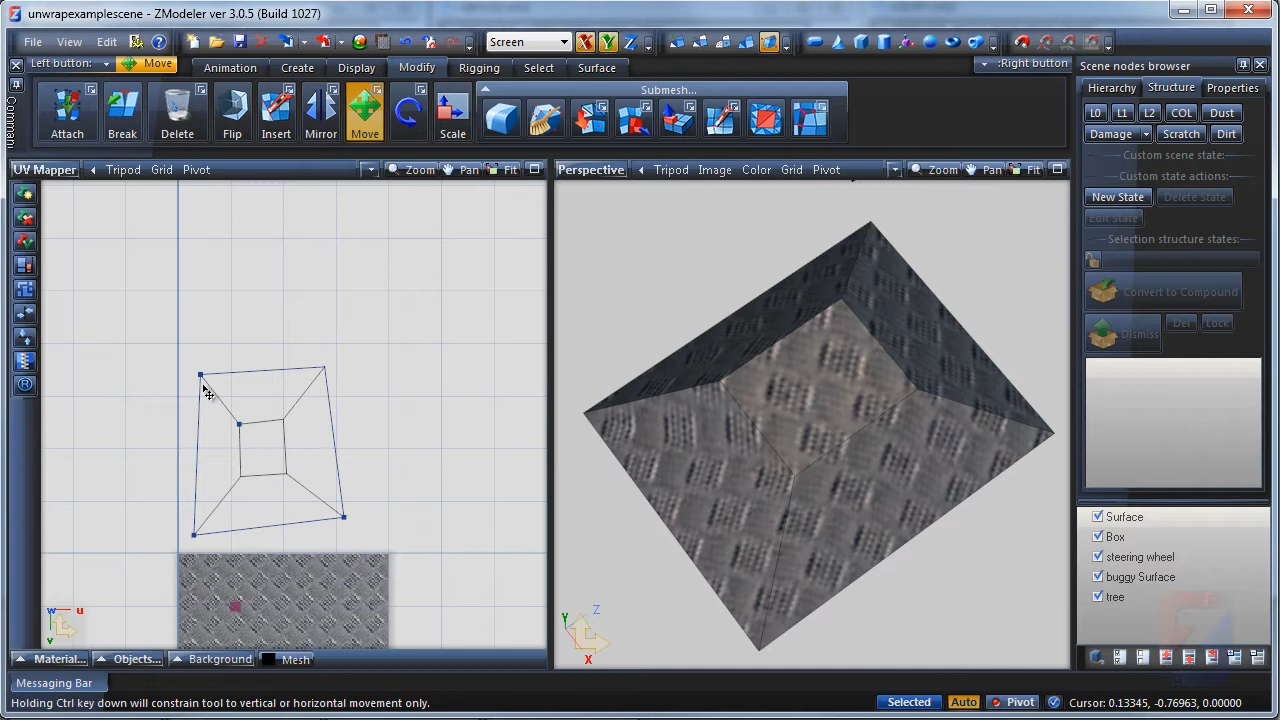 unwrapexamplescene - ZModeler ver 3.0.5 (Build 1027)
File View Edit Screen X Y Z
Left button: Move Animation Create Display Modify Rigging Select Surface :Right button
Scene nodes browser
Hierarchy Structure Properties
Submesh...
Attach Break Delete Flip Insert Mirror Move Scale
L0 L1 L2 COL Dust
Damage Scratch Dirt
Custom scene state:
Custom state actions:
New State Delete State
Edit State
Selection structure states:
Convert to Compound
Dismiss Del Lock
UV Mapper Tripod Grid Pivot Zoom Pan Fit
Perspective Tripod Image Color Grid Pivot Zoom Pan Fit
Surface
Box
steering wheel
buggy Surface
tree
w u
v
Y Z
X
Material... Objects... Background Mesh
Messaging Bar
Holding Ctrl key down will constrain tool to vertical or horizontal movement only.
Selected Auto Pivot Cursor: 0.13345, -0.76963, 0.00000